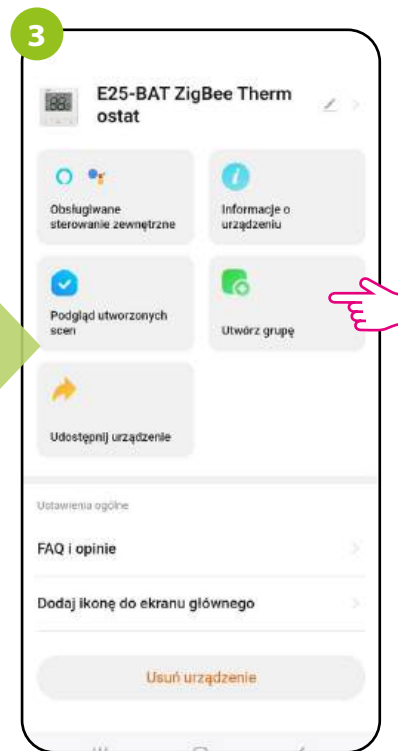 3
E25-BAT ZigBee Therm
ostat
Obsługiwane
sterowanie zewnętrzne
Informacje o
urządzeniu
Podgląd utworzonych
scen
Utwórz grupę
Udostępnij urządzenie
Ustawienia ogólne
FAQ i opinie
Dodaj ikonę do ekranu głównego
Usuń urządzenie